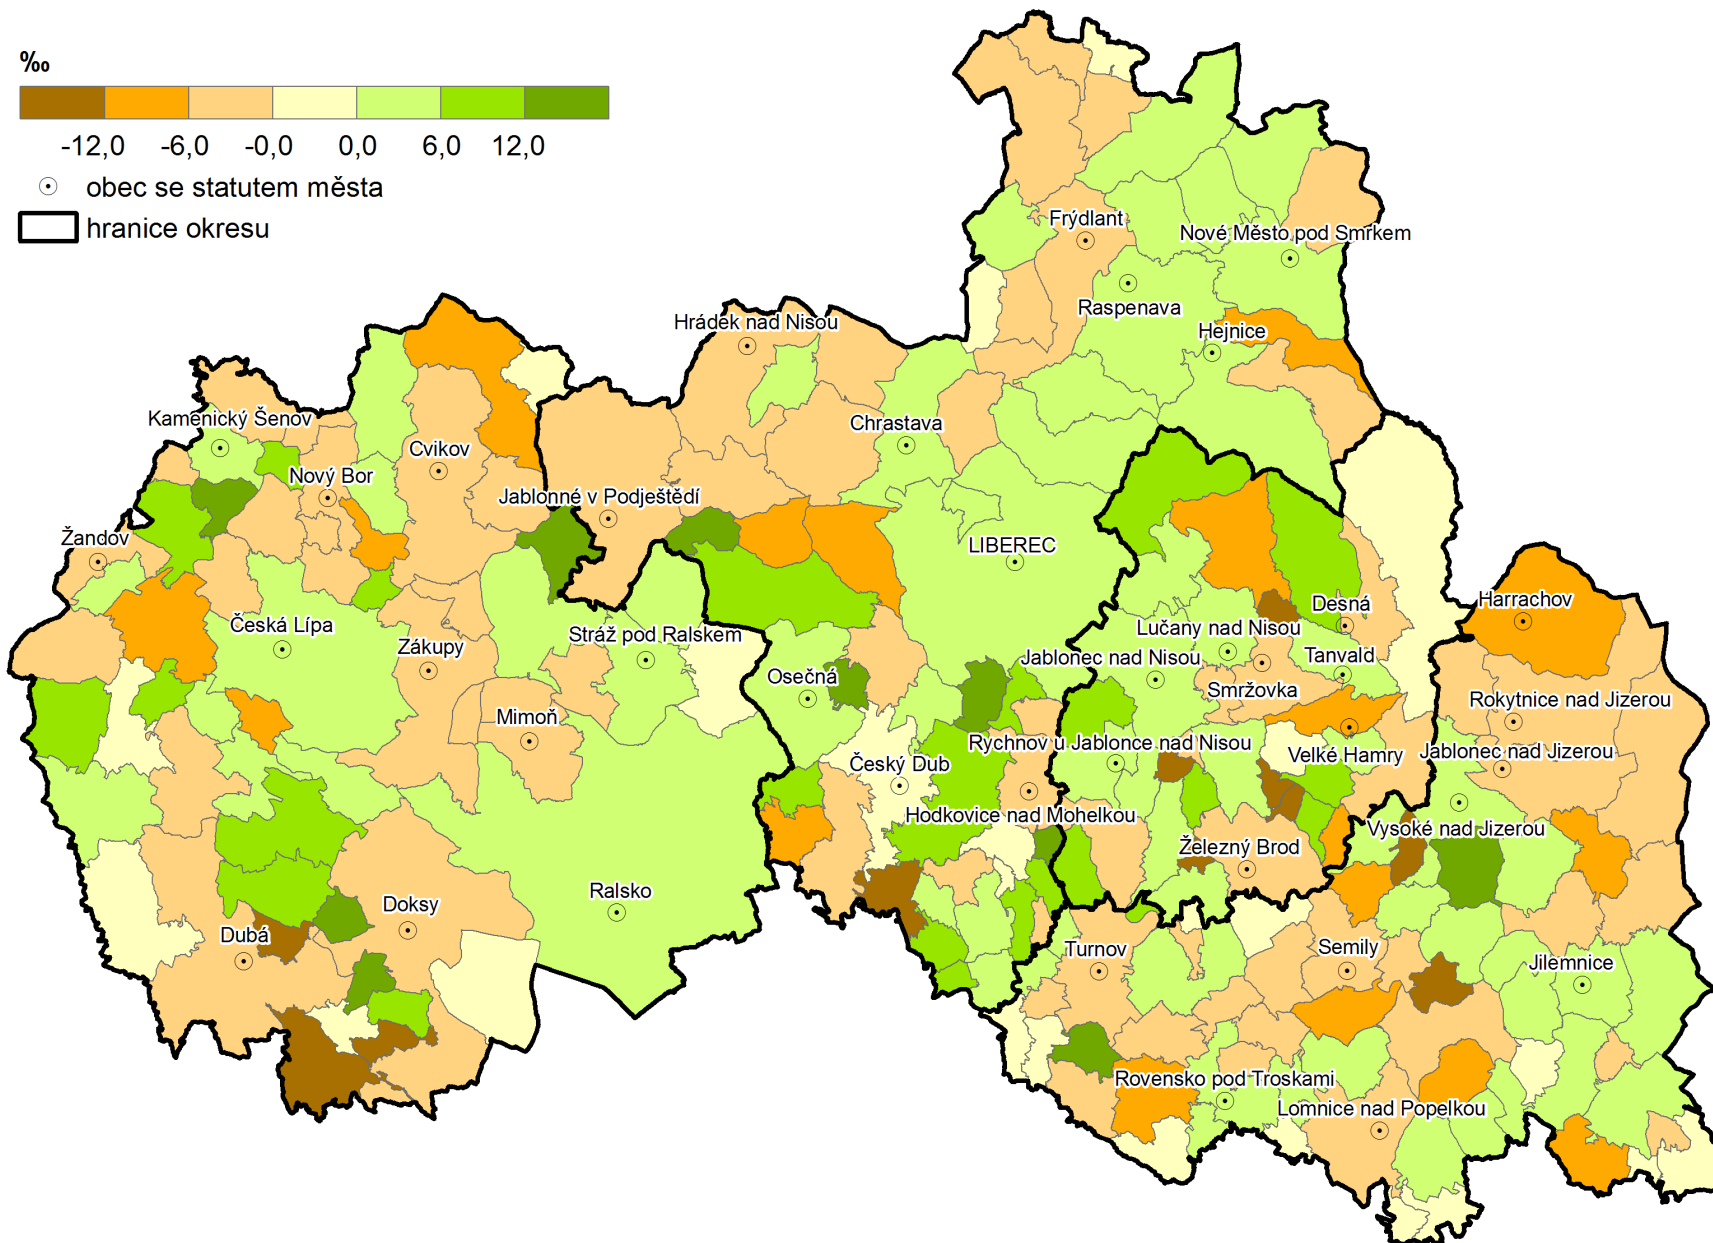 ‰
-12,0 -6,0 -0,0 0,0 6,0 12,0
obec se statutem města
hranice okresu
Frýdlant
Nové Město pod Smrkem
Raspenava
Hrádek nad Nisou
Hejnice
Kamenický Šenov
Chrastava
Cvikov
Nový Bor
Jablonné v Podještědí
Žandov
LIBEREC
Harrachov
Desná
Česká Lípa
Lučany nad Nisou
Stráž pod Ralskem
Zákupy
Jablonec nad Nisou
Tanvald
Osečná
Smržovka
Rokytnice nad Jizerou
Mimoň
Rychnov u Jablonce nad Nisou
Velké Hamry
Jablonec nad Jizerou
Český Dub
Hodkovice nad Mohelkou
Vysoké nad Jizerou
Železný Brod
Ralsko
Doksy
Dubá
Turnov
Semily
Jilemnice
Rovensko pod Troskami
Lomnice nad Popelkou